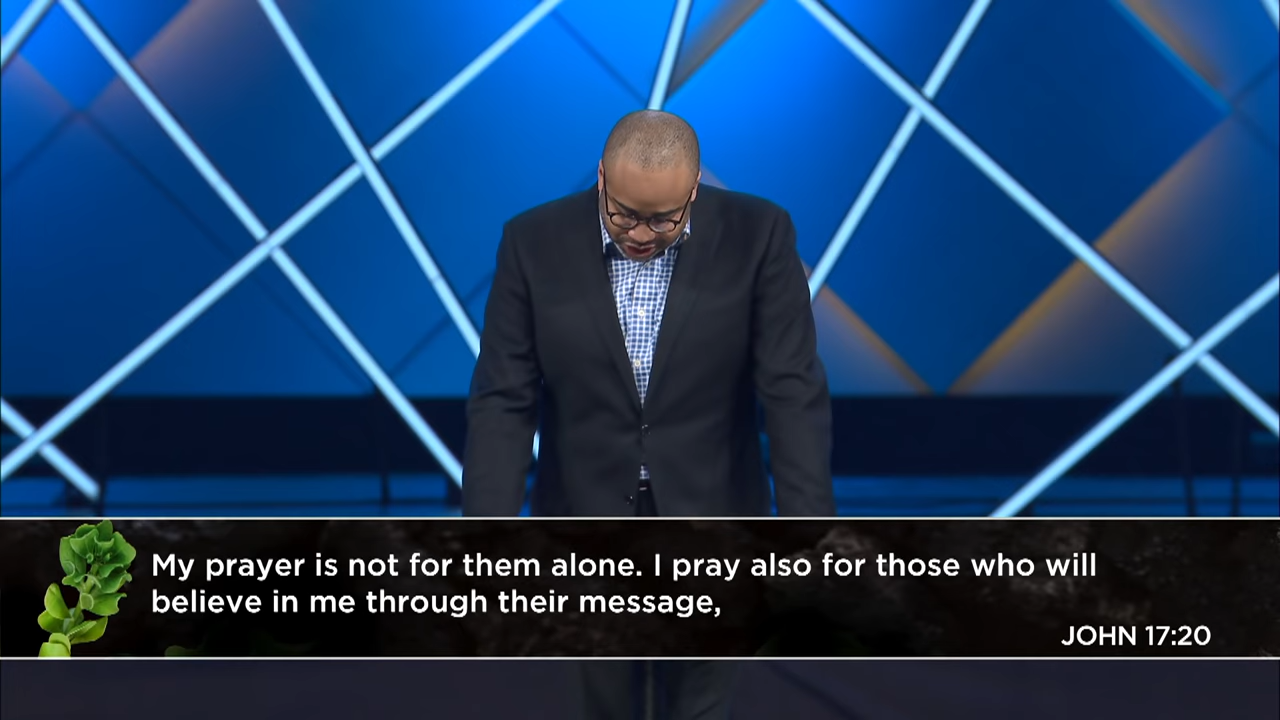 My prayer is not for them alone. I pray also for those who will
believe in me through their message,
JOHN 17:20